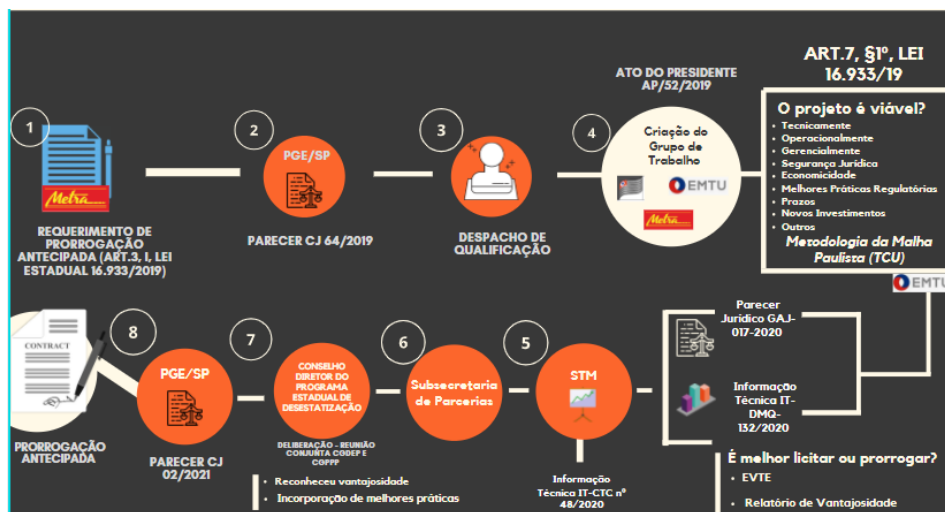 1
Metra
REQUERIMENTO DE
PRORROGAÇÃO
ANTECIPADA (ART.3, I, LEI
ESTADUAL 16.933/2019)
2
PGE/SP
PARECER CJ 64/2019
3
DESPACHO DE
QUALIFICAÇÃO
ATO DO PRESIDENTE
AP/52/2019
4
Criação do
Grupo de
Trabalho
EMTU
Metra
ART.7, §1º, LEI
16.933/19
O projeto é viável?
• Tecnicamente
• Operacionalmente
• Gerencialmente
• Segurança Jurídica
• Economicidade
• Melhores Práticas Regulatórias
• Prazos
• Novos Investimentos
• Outros
Metodologia da Malha
Paulista (TCU)
EMTU
Parecer
Jurídico GAJ-
017-2020
Informação
Técnica IT-
DMQ-
132/2020
É melhor licitar ou prorrogar?
• EVTE
• Relatório de Vantajosidade
5
STM
Informação
Técnica IT-CTC nº
48/2020
6
Subsecretaria
de Parcerias
7
CONSELHO
DIRETOR DO
PROGRAMA
ESTADUAL DE
DESESTATIZAÇÃO
DELIBERAÇÃO - REUNIÃO
CONJUNTA CODEP E
CGPPP
• Reconheceu vantajosidade
• Incorporação de melhores práticas
8
PGE/SP
PARECER CJ
02/2021
CONTRACT
PRORROGAÇÃO
ANTECIPADA